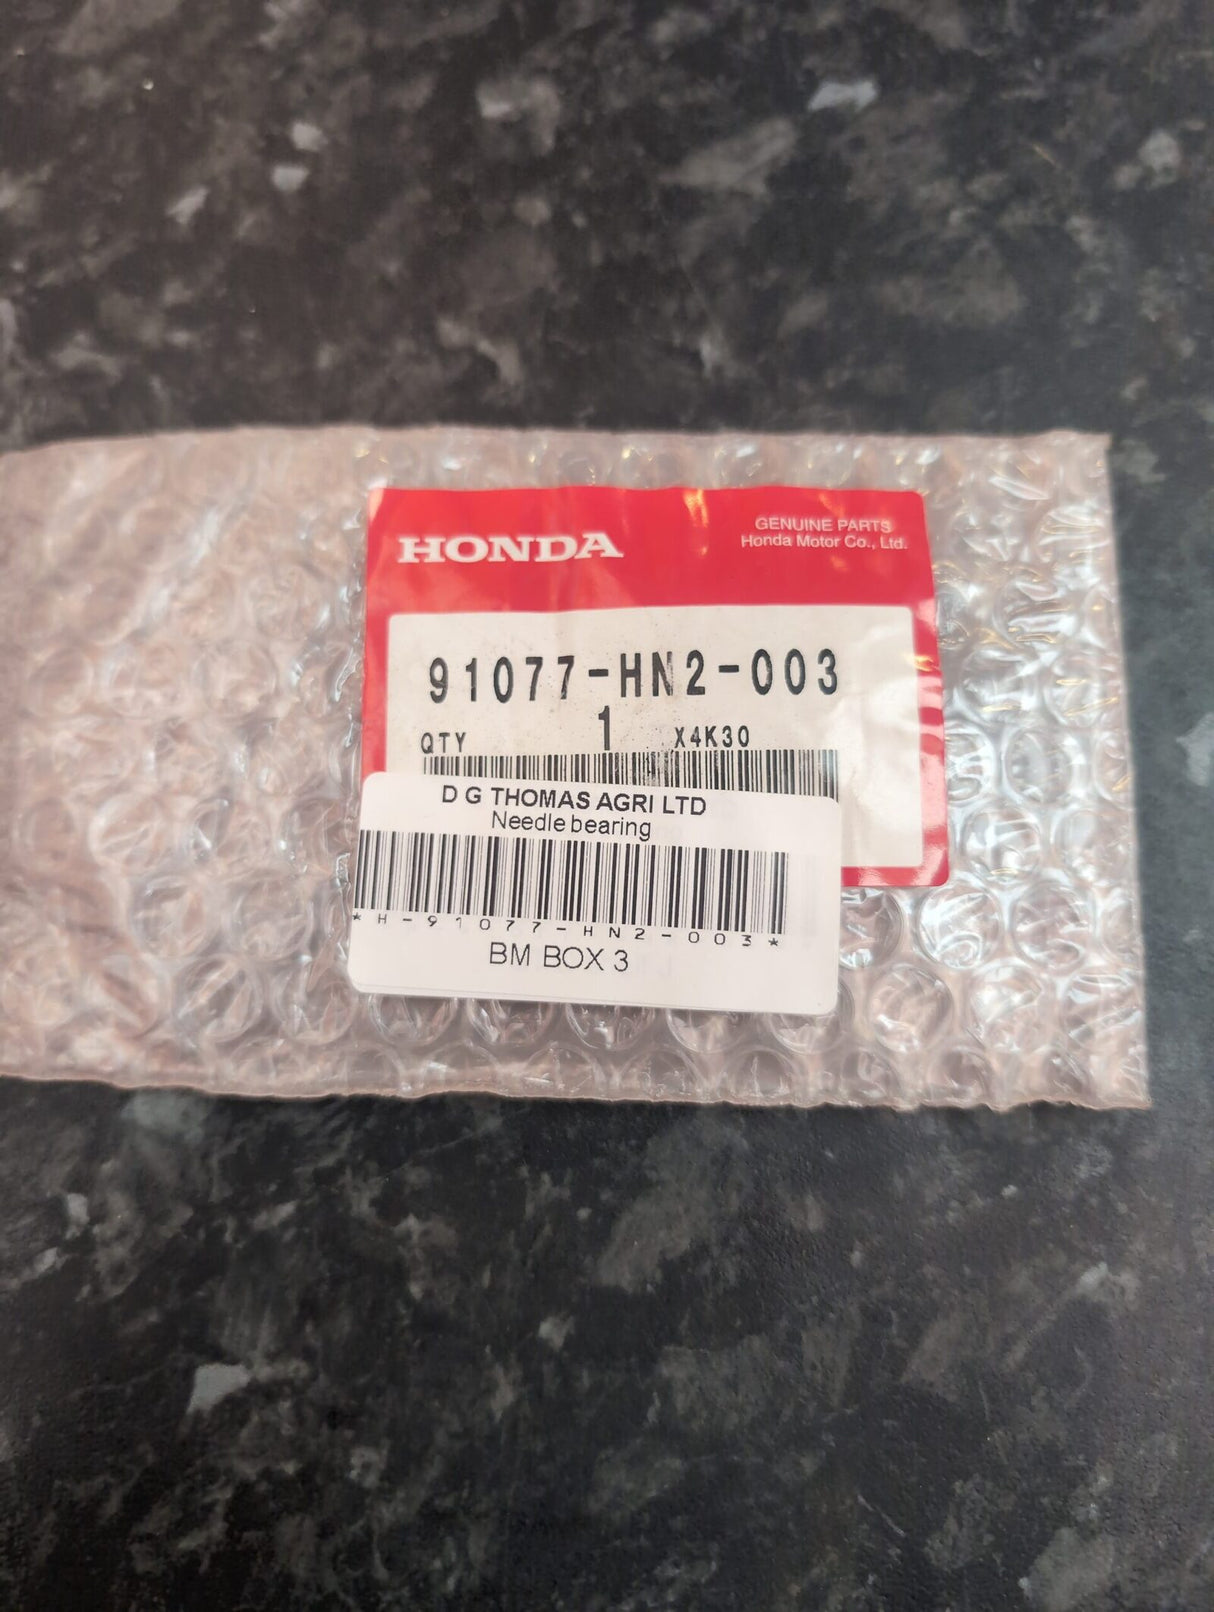 HONDA
GENUINE PARTS
Honda Motor Co., Ltd.
91077-HN2-003
QTY 1 X4K30
D G THOMAS AGRI LTD
Needle bearing
*H-91077-HN2-003*
BM BOX 3